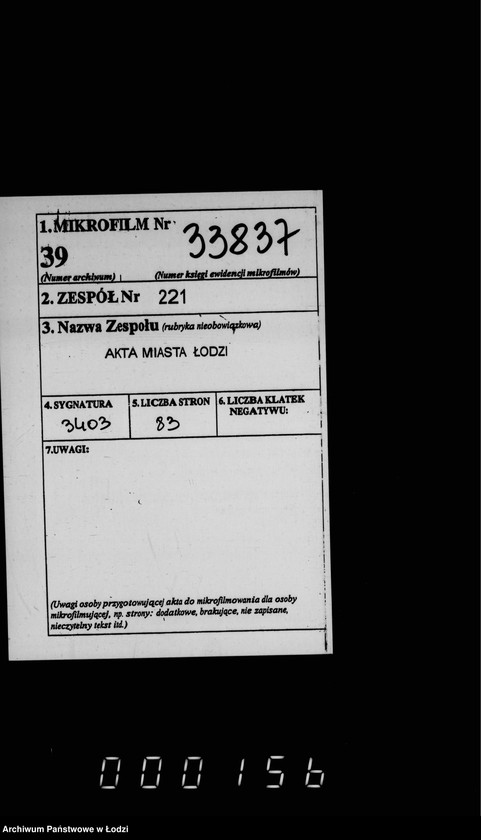 1. MIKROFILM Nr
33837
39
(Numer archiwum)
(Numer księgi ewidencji mikrofilmów)
2. ZESPÓŁ Nr 221
3. Nazwa Zespołu (rubryka nieobowiązkowa)
AKTA MIASTA ŁODZI
4. SYGNATURA
3403
5. LICZBA STRON
83
6. LICZBA KLATEK
NEGATYWU:
7. UWAGI:
(Uwagi osoby przygotowującej akta do mikrofilmowania dla osoby
mikrofilmującej, np. strony: dodatkowe, brakujące, nie zapisane,
nieczytelny tekst itd.)
000156
Archiwum Państwowe w Łodzi